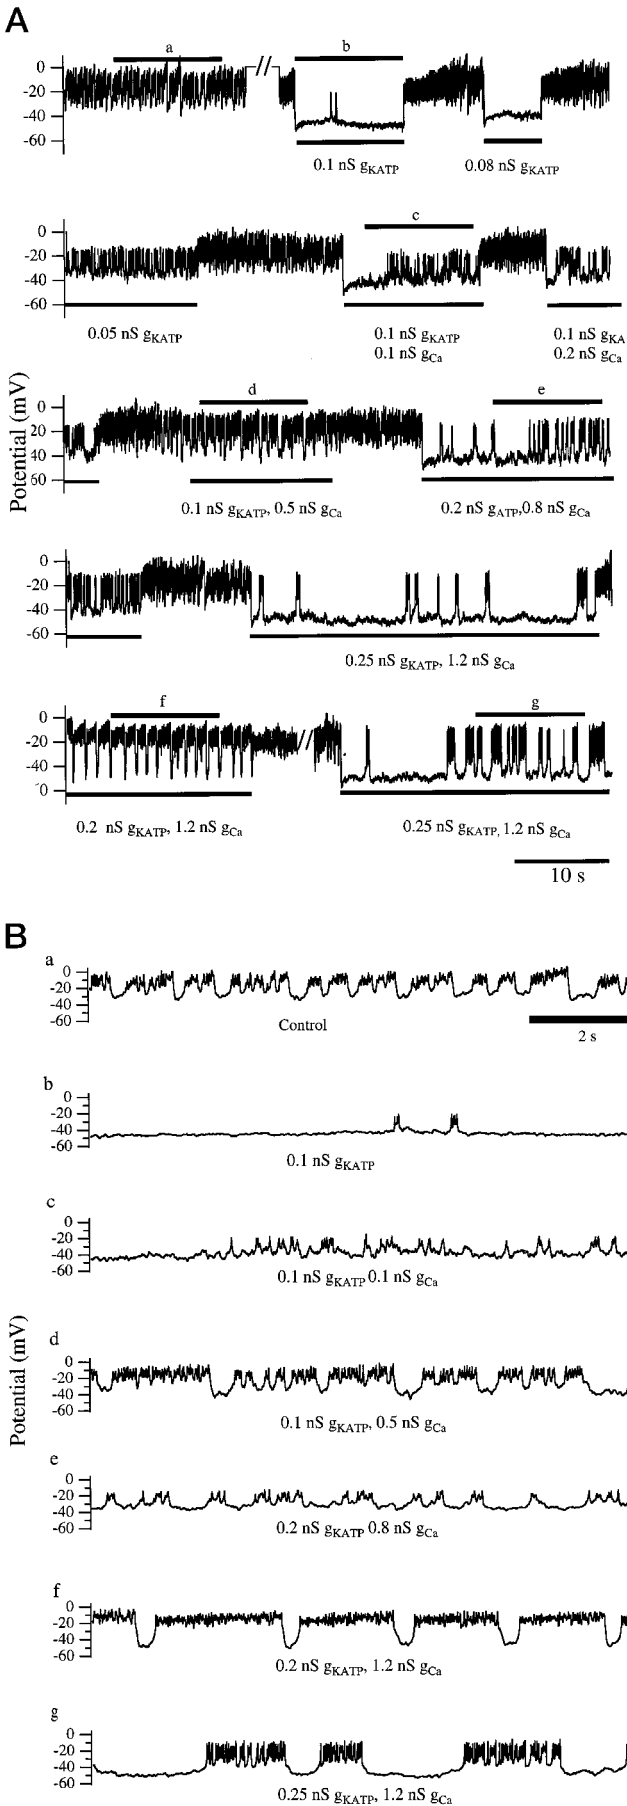 A
a
b
0
-20
-40
-60
0.1 nS gKATP
0.08 nS gKATP
c
0
-20
-40
-60
0.05 nS gKATP
0.1 nS gKATP
0.1 nS gCa
0.1 nS gKA
0.2 nS gCa
Potential (mV)
d
e
0
20
40
60
0.1 nS gKATP, 0.5 nS gCa
0.2 nS gATP,0.8 nS gCa
0
-20
-40
-60
0.25 nS gKATP, 1.2 nS gCa
f
g
0
-20
-40
'0
0.2 nS gKATP, 1.2 nS gCa
0.25 nS gKATP, 1.2 nS gCa
10 s
B
a
0
-20
-40
-60
Control
2 s
b
0
-20
-40
-60
0.1 nS gKATP
c
0
-20
-40
-60
0.1 nS gKATP 0.1 nS gCa
Potential (mV)
d
0
-20
-40
-60
0.1 nS gKATP, 0.5 nS gCa
e
0
-20
-40
-60
0.2 nS gKATP 0.8 nS gCa
f
0
-20
-40
-60
0.2 nS gKATP, 1.2 nS gCa
g
0
-20
-40
-60
0.25 nS gKATP, 1.2 nS gCa